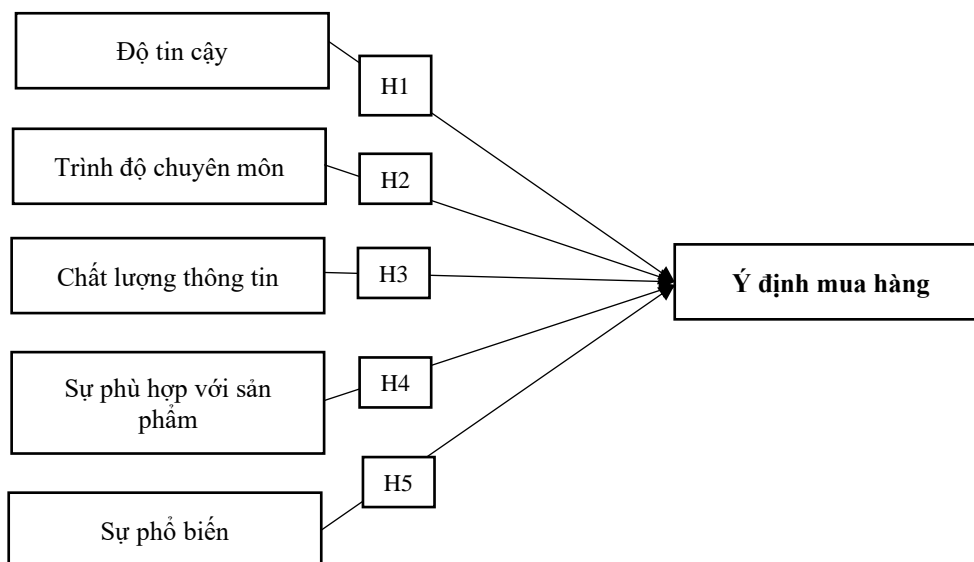 Độ tin cậy
H1
Trình độ chuyên môn
H2
Chất lượng thông tin
H3
Ý định mua hàng
Sự phù hợp với sản
phẩm
H4
Sự phổ biến
H5